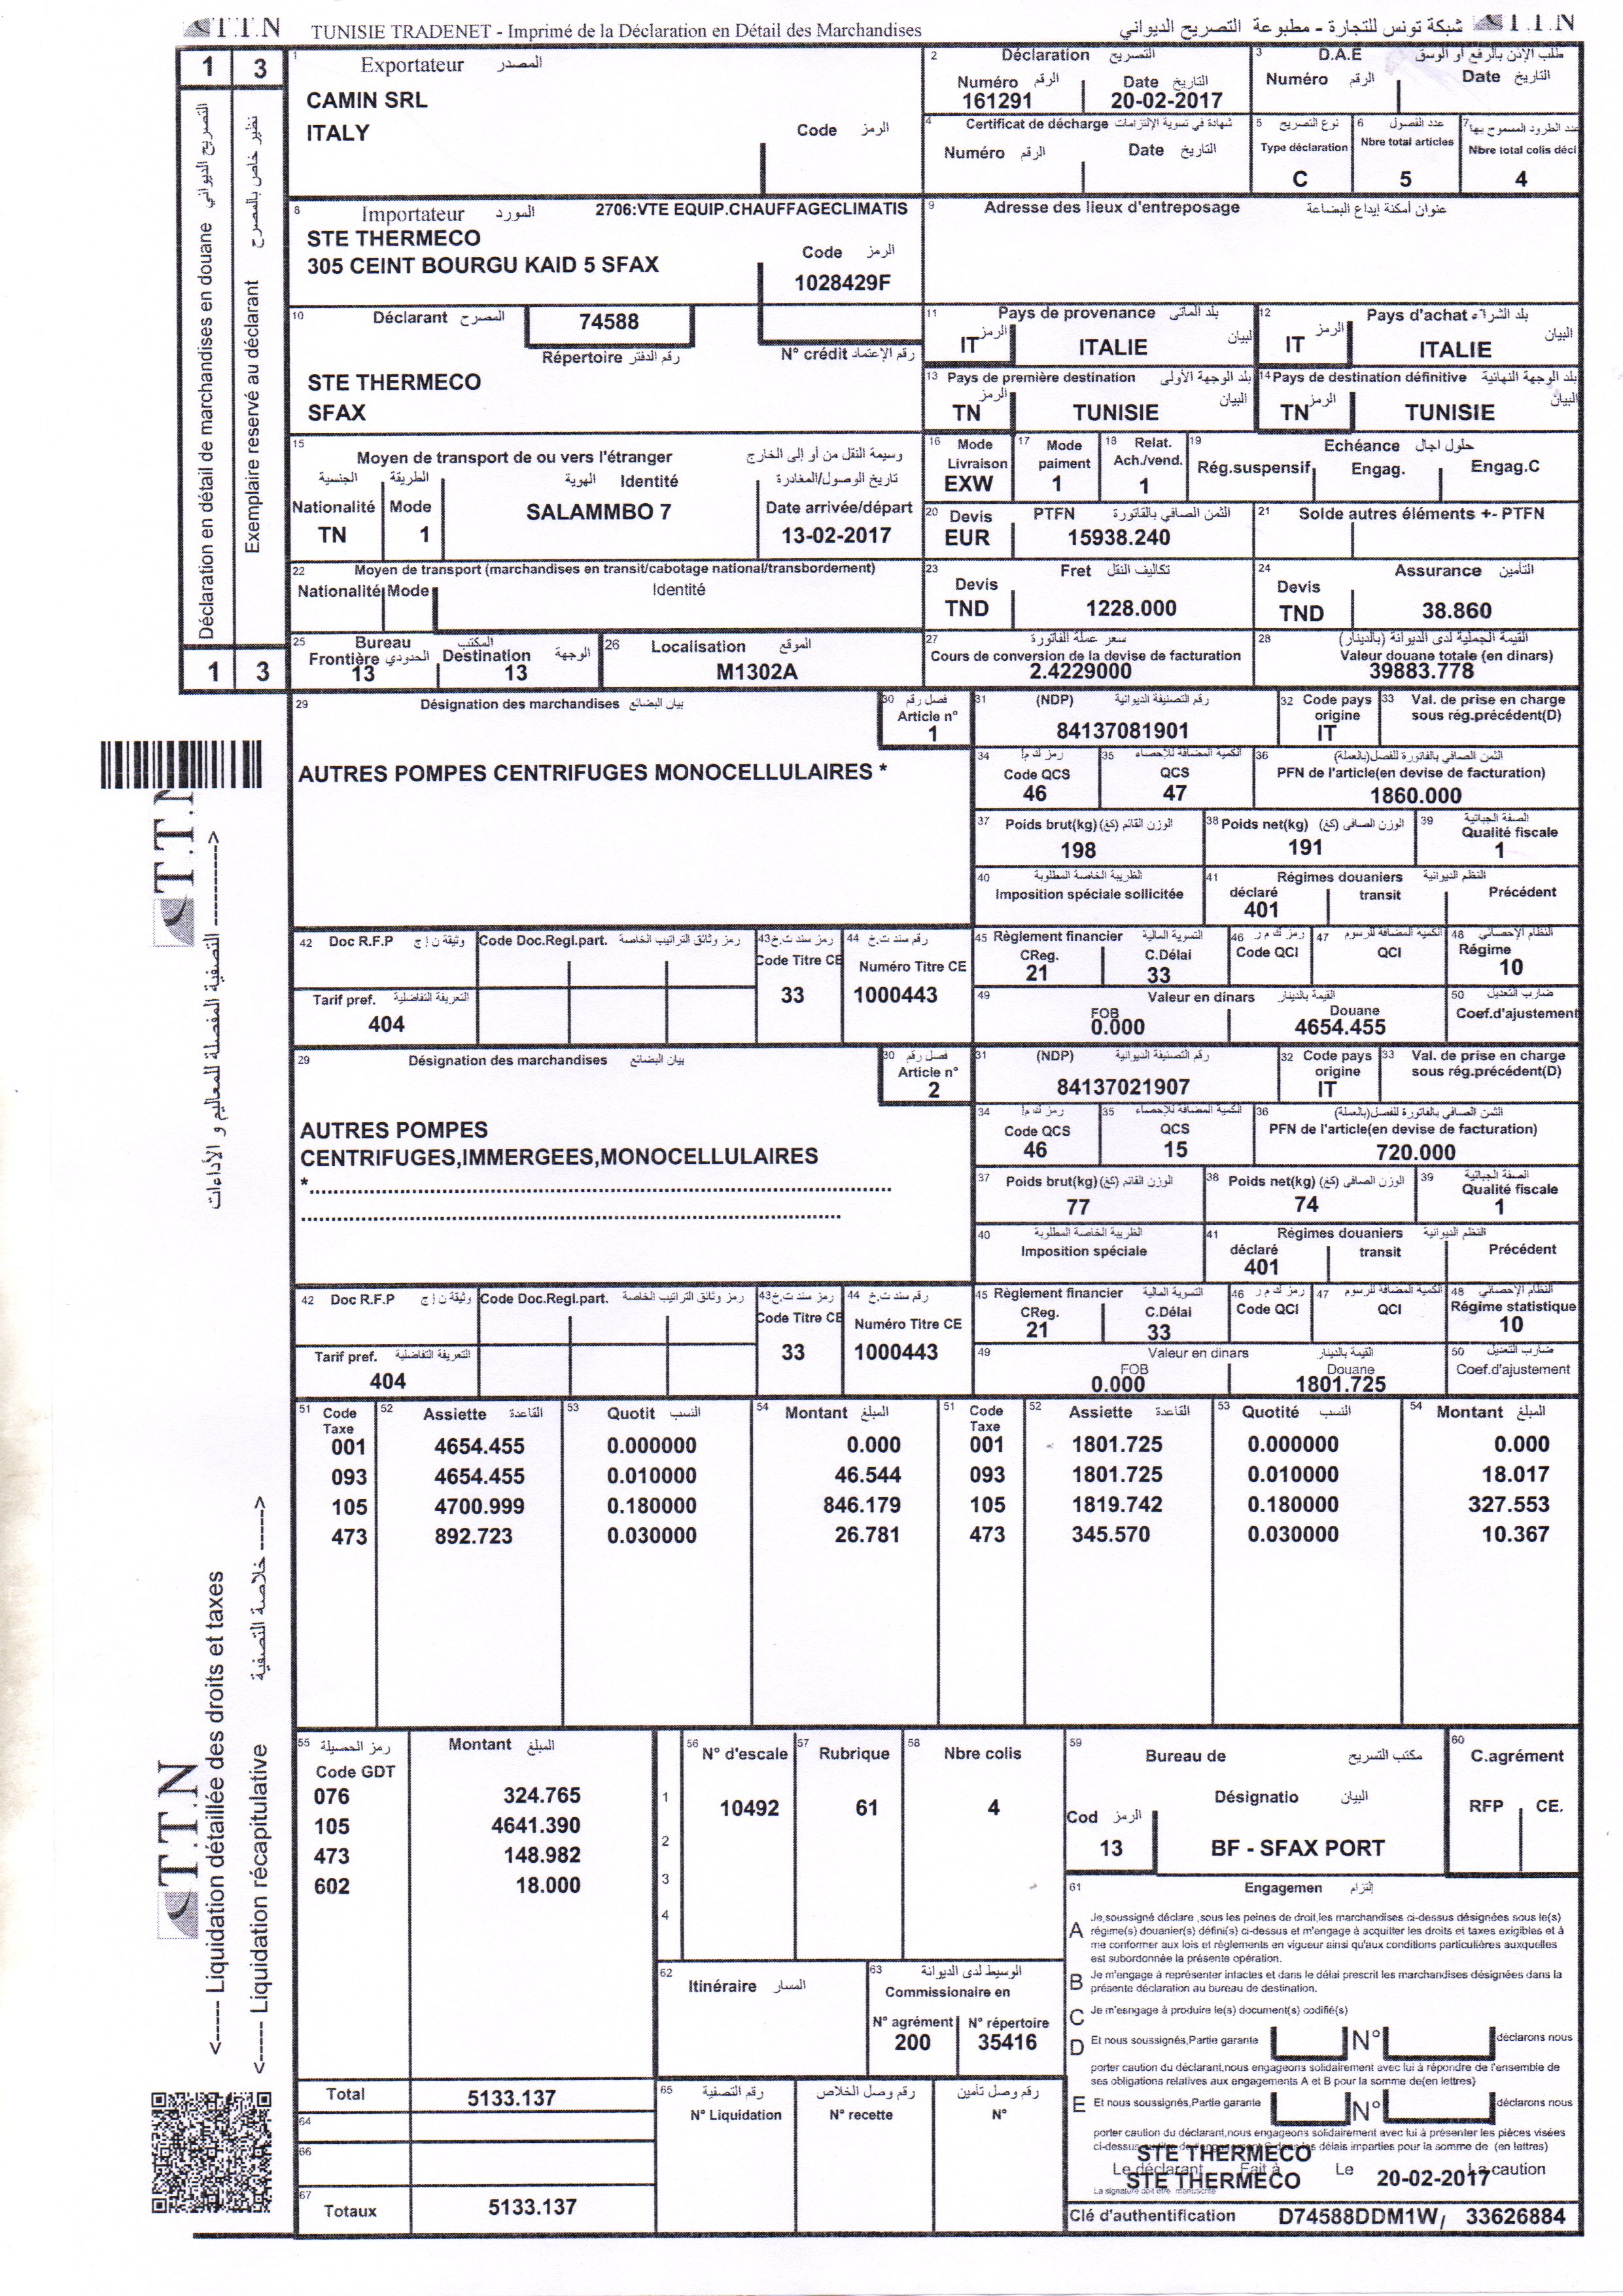 T.T.N TUNISIE TRADENET - Imprimé de la Déclaration en Détail des Marchandises شبكة تونس للتجارة - مطبوعة التصريح الديواني T.T.N
1 3
Déclaration en détail de marchandises en douane التصريح الديواني
Exemplaire reservé au déclarant نظير خاص بالمصرح
1 3
1 Exportateur المصدر
CAMIN SRL
ITALY
Code الرمز
2 Déclaration التصريح
Numéro الرقم Date التاريخ
161291 20-02-2017
3 D.A.E طلب الإذن بالرفع او الوسق
Numéro الرقم Date التاريخ
4 Certificat de décharge شهادة في تسوية الإلتزامات
Numéro الرقم Date التاريخ
5 نوع التصريح
Type déclaration
C
6 عدد الفصول
Nbre total articles
5
7 عدد الطرود المسموح بها
Nbre total colis décl
4
8 Importateur المورد 2706:VTE EQUIP.CHAUFFAGECLIMATIS
STE THERMECO
305 CEINT BOURGU KAID 5 SFAX
Code الرمز
1028429F
9 Adresse des lieux d'entreposage عنوان أمكنة إيداع البضاعة
10 Déclarant المصرح 74588
Répertoire رقم الدفتر N° crédit رقم الإعتماد
STE THERMECO
SFAX
11 Pays de provenance بلد المأتى
IT الرمز ITALIE البيان
12 Pays d'achat بلد الشراء
IT الرمز ITALIE البيان
13 Pays de première destination بلد الوجهة الأولى
TN الرمز TUNISIE البيان
14 Pays de destination définitive بلد الوجهة النهائية
TN الرمز TUNISIE البيان
15 Moyen de transport de ou vers l'étranger وسيلة النقل من أو إلى الخارج
الجنسية الطريقة الهوية Identité تاريخ الوصول/المغادرة
Nationalité Mode Date arrivée/départ
TN 1 SALAMMBO 7 13-02-2017
16 Mode Livraison
EXW
17 Mode paiment
1
18 Relat. Ach./vend.
1
19 Echéance حلول اجال
Rég.suspensif Engag. Engag.C
20 Devis PTFN الثمن الصافي بالفاتورة
EUR 15938.240
21 Solde autres éléments +- PTFN
22 Moyen de transport (marchandises en transit/cabotage national/transbordement)
Nationalité Mode Identité
23 Devis Fret تكاليف النقل
TND 1228.000
24 Devis Assurance التأمين
TND 38.860
25 Bureau المكتب
Frontière الحدودي Destination الوجهة
13 13
26 Localisation الموقع
M1302A
27 سعر عملة الفاتورة
Cours de conversion de la devise de facturation
2.4229000
28 القيمة الجملية لدى الديوانة (بالدينار)
Valeur douane totale (en dinars)
39883.778
29 Désignation des marchandises بيان البضائع
30 فصل رقم
Article n°
1
AUTRES POMPES CENTRIFUGES MONOCELLULAIRES *
31 (NDP) رقم التصنيفة الديوانية
84137081901
32 Code pays origine
IT
33 Val. de prise en charge
sous rég.précédent(D)
34 Code QCS
46
35 الكمية المضافة للإحصاء
QCS
47
36 الثمن الصافي بالفاتورة للفصل(بالعملة)
PFN de l'article(en devise de facturation)
1860.000
37 Poids brut(kg) الوزن القائم (كغ)
198
38 Poids net(kg) الوزن الصافي (كغ)
191
39 الصفة الجبائية
Qualité fiscale
1
40 الظريبة الخاصة المطلوبة
Imposition spéciale sollicitée
41 Régimes douaniers النظم الديوانية
déclaré transit Précédent
401
42 Doc R.F.P Code Doc.Regl.part. رمز وثائق التراتيب الخاصة
43 رمز سند ت.خ
Code Titre CE
33
44 رقم سند ت.خ
Numéro Titre CE
1000443
Tarif pref. التعريفة التفاضلية
404
45 Règlement financier التسوية المالية
CReg. C.Délai
21 33
46 Code QCI
47 الكمية المضافة للرسوم
QCI
48 النظام الإحصائي
Régime
10
49 Valeur en dinars القيمة بالدينار
FOB Douane
0.000 4654.455
50 ضارب التعديل
Coef.d'ajustement
29 Désignation des marchandises بيان البضائع
30 فصل رقم
Article n°
2
AUTRES POMPES
CENTRIFUGES,IMMERGEES,MONOCELLULAIRES
*
31 (NDP) رقم التصنيفة الديوانية
84137021907
32 Code pays origine
IT
33 Val. de prise en charge
sous rég.précédent(D)
34 Code QCS
46
35 الكمية المضافة للإحصاء
QCS
15
36 الثمن الصافي بالفاتورة للفصل(بالعملة)
PFN de l'article(en devise de facturation)
720.000
37 Poids brut(kg) الوزن القائم (كغ)
77
38 Poids net(kg) الوزن الصافي (كغ)
74
39 الصفة الجبائية
Qualité fiscale
1
40 الظريبة الخاصة المطلوبة
Imposition spéciale
41 Régimes douaniers النظم الديوانية
déclaré transit Précédent
401
42 Doc R.F.P Code Doc.Regl.part. رمز وثائق التراتيب الخاصة
43 رمز سند ت.خ
Code Titre CE
33
44 رقم سند ت.خ
Numéro Titre CE
1000443
Tarif pref. التعريفة التفاضلية
404
45 Règlement financier التسوية المالية
CReg. C.Délai
21 33
46 Code QCI
47 الكمية المضافة للرسوم
QCI
48 النظام الإحصائي
Régime statistique
10
49 Valeur en dinars القيمة بالدينار
FOB Douane
0.000 1801.725
50 ضارب التعديل
Coef.d'ajustement
51 Code Taxe 52 Assiette القاعدة 53 Quotit النسب 54 Montant المبلغ 51 Code Taxe 52 Assiette القاعدة 53 Quotité النسب 54 Montant المبلغ
001 4654.455 0.000000 0.000 001 1801.725 0.000000 0.000
093 4654.455 0.010000 46.544 093 1801.725 0.010000 18.017
105 4700.999 0.180000 846.179 105 1819.742 0.180000 327.553
473 892.723 0.030000 26.781 473 345.570 0.030000 10.367
T.T.N
التصفية المفصلة للمعاليم و الأداءات
<----- Liquidation détaillée des droits et taxes
<----- Liquidation récapitulative خلاصة التصفية ----->
T.T.N
55 رمز الحصيلة Montant المبلغ
Code GDT
076 324.765
105 4641.390
473 148.982
602 18.000
Total 5133.137
64
66
67 Totaux 5133.137
56 N° d'escale 57 Rubrique 58 Nbre colis
1 10492 61 4
2
3
4
59 Bureau de مكتب التسريح
Désignatio البيان
Cod الرمز
13 BF - SFAX PORT
60 C.agrément
RFP CE.
62 Itinéraire المسار
63 الوسيط لدى الديوانة
Commissionaire en
N° agrément N° répertoire
200 35416
65 رقم التصفية رقم وصل الخلاص رقم وصل تأمين
N° Liquidation N° recette N°
61 Engagemen إلتزام
A Je,soussigné déclare ,sous les peines de droit,les marchandises ci-dessus désignées sous le(s)
régime(s) douanier(s) défini(s) ci-dessus et m'engage à acquitter les droits et taxes exigibles et à
me conformer aux lois et règlements en vigueur ainsi qu'aux conditions particulières auxquelles
est subordonnée la présente opération.
B Je m'engage à représenter intactes et dans le délai prescrit les marchandises désignées dans la
présente déclaration au bureau de destination.
C Je m'esngage à produire le(s) document(s) codifié(s)
D Et nous soussignés,Partie garante N° déclarons nous
porter caution du déclarant,nous engageons solidairement avec lui à répondre de l'ensemble de
ses obligations relatives aux engagements A et B pour la somme de(en lettres)
E Et nous soussignés,Partie garante N° déclarons nous
porter caution du déclarant,nous engageons solidairement avec lui à présenter les pièces visées
ci-dessus délais imparties pour la somme de (en lettres)
STE THERMECO
Le déclarant Fait à Le 20-02-2017 La caution
STE THERMECO
La signature doit être manuscrite
Clé d'authentification D74588DDM1W/ 33626884